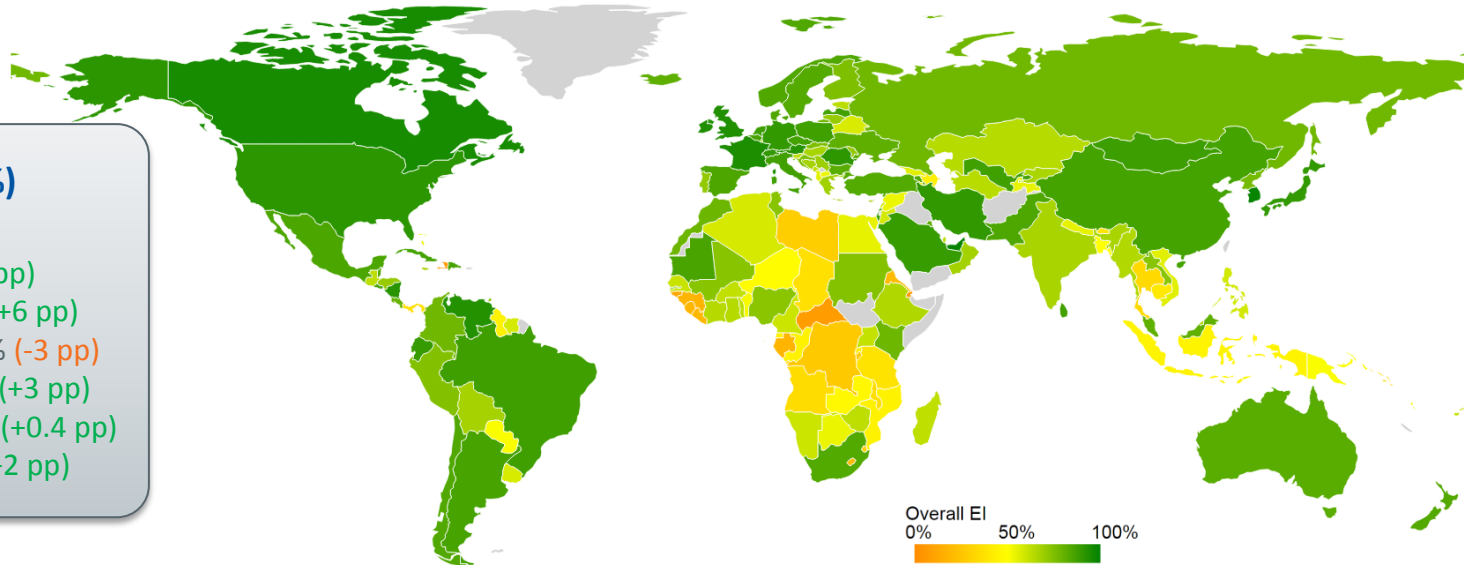 %)
pp)
+6 pp)
% (-3 pp)
(+3 pp)
(+0.4 pp)
2 pp)
Overall EI
0% 50% 100%